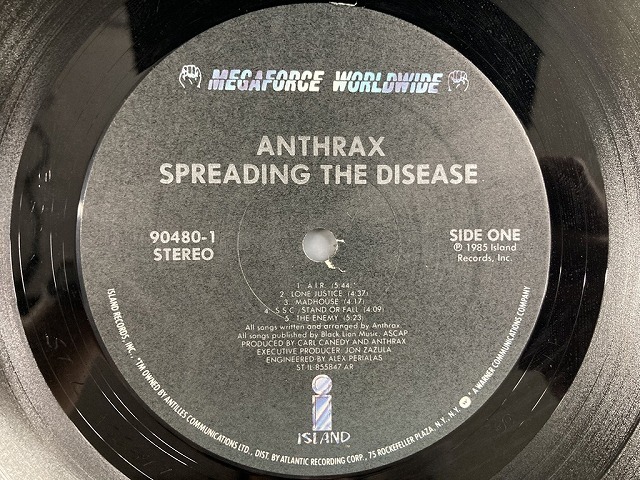 MEGAFORCE WORLDWIDE
ANTHRAX
SPREADING THE DISEASE
90480-1
STEREO
SIDE ONE
℗ 1985 Island
Records, Inc.
1. A.I.R. (5:44)
2. LONE JUSTICE (4:37)
3. MADHOUSE (4:17)
4. S.S.C./STAND OR FALL (4:09)
5. THE ENEMY (5:23)
All songs written and arranged by Anthrax.
All songs published by Black Lion Music, ASCAP
PRODUCED BY CARL CANEDY AND ANTHRAX
EXECUTIVE PRODUCER: JON ZAZULA
ENGINEERED BY ALEX PERIALAS
ST IL 855847 AR
i
ISLAND™
ISLAND RECORDS, INC., *TM OWNED BY ANTILLES COMMUNICATIONS LTD., DIST. BY ATLANTIC RECORDING CORP., 75 ROCKEFELLER PLAZA, N.Y., N.Y. A WARNER COMMUNICATIONS COMPANY